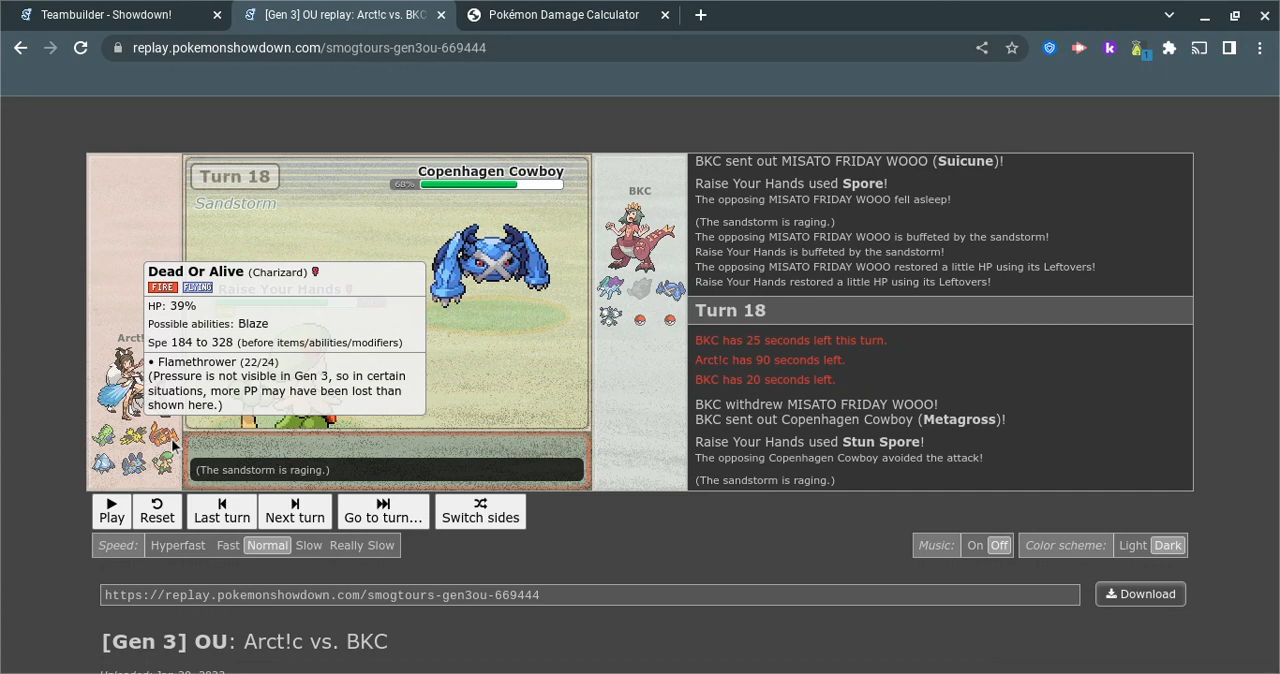 Teambuilder - Showdown!
[Gen 3] OU replay: Arct!c vs. BKC
Pokémon Damage Calculator
replay.pokemonshowdown.com/smogtours-gen3ou-669444
1
Turn 18
Sandstorm
Copenhagen Cowboy
68%
BKC
Raise Your Hands
Arct!
Dead Or Alive (Charizard)
FIRE FLYING
HP: 39%
Possible abilities: Blaze
Spe 184 to 328 (before items/abilities/modifiers)
• Flamethrower (22/24)
(Pressure is not visible in Gen 3, so in certain
situations, more PP may have been lost than
shown here.)
(The sandstorm is raging.)
BKC sent out MISATO FRIDAY WOOO (Suicune)!
Raise Your Hands used Spore!
The opposing MISATO FRIDAY WOOO fell asleep!
(The sandstorm is raging.)
The opposing MISATO FRIDAY WOOO is buffeted by the sandstorm!
Raise Your Hands is buffeted by the sandstorm!
The opposing MISATO FRIDAY WOOO restored a little HP using its Leftovers!
Raise Your Hands restored a little HP using its Leftovers!
Turn 18
BKC has 25 seconds left this turn.
Arct!c has 90 seconds left.
BKC has 20 seconds left.
BKC withdrew MISATO FRIDAY WOOO!
BKC sent out Copenhagen Cowboy (Metagross)!
Raise Your Hands used Stun Spore!
The opposing Copenhagen Cowboy avoided the attack!
(The sandstorm is raging.)
Play Reset Last turn Next turn Go to turn... Switch sides
Speed: Hyperfast Fast Normal Slow Really Slow
Music: On Off Color scheme: Light Dark
https://replay.pokemonshowdown.com/smogtours-gen3ou-669444
Download
[Gen 3] OU: Arct!c vs. BKC